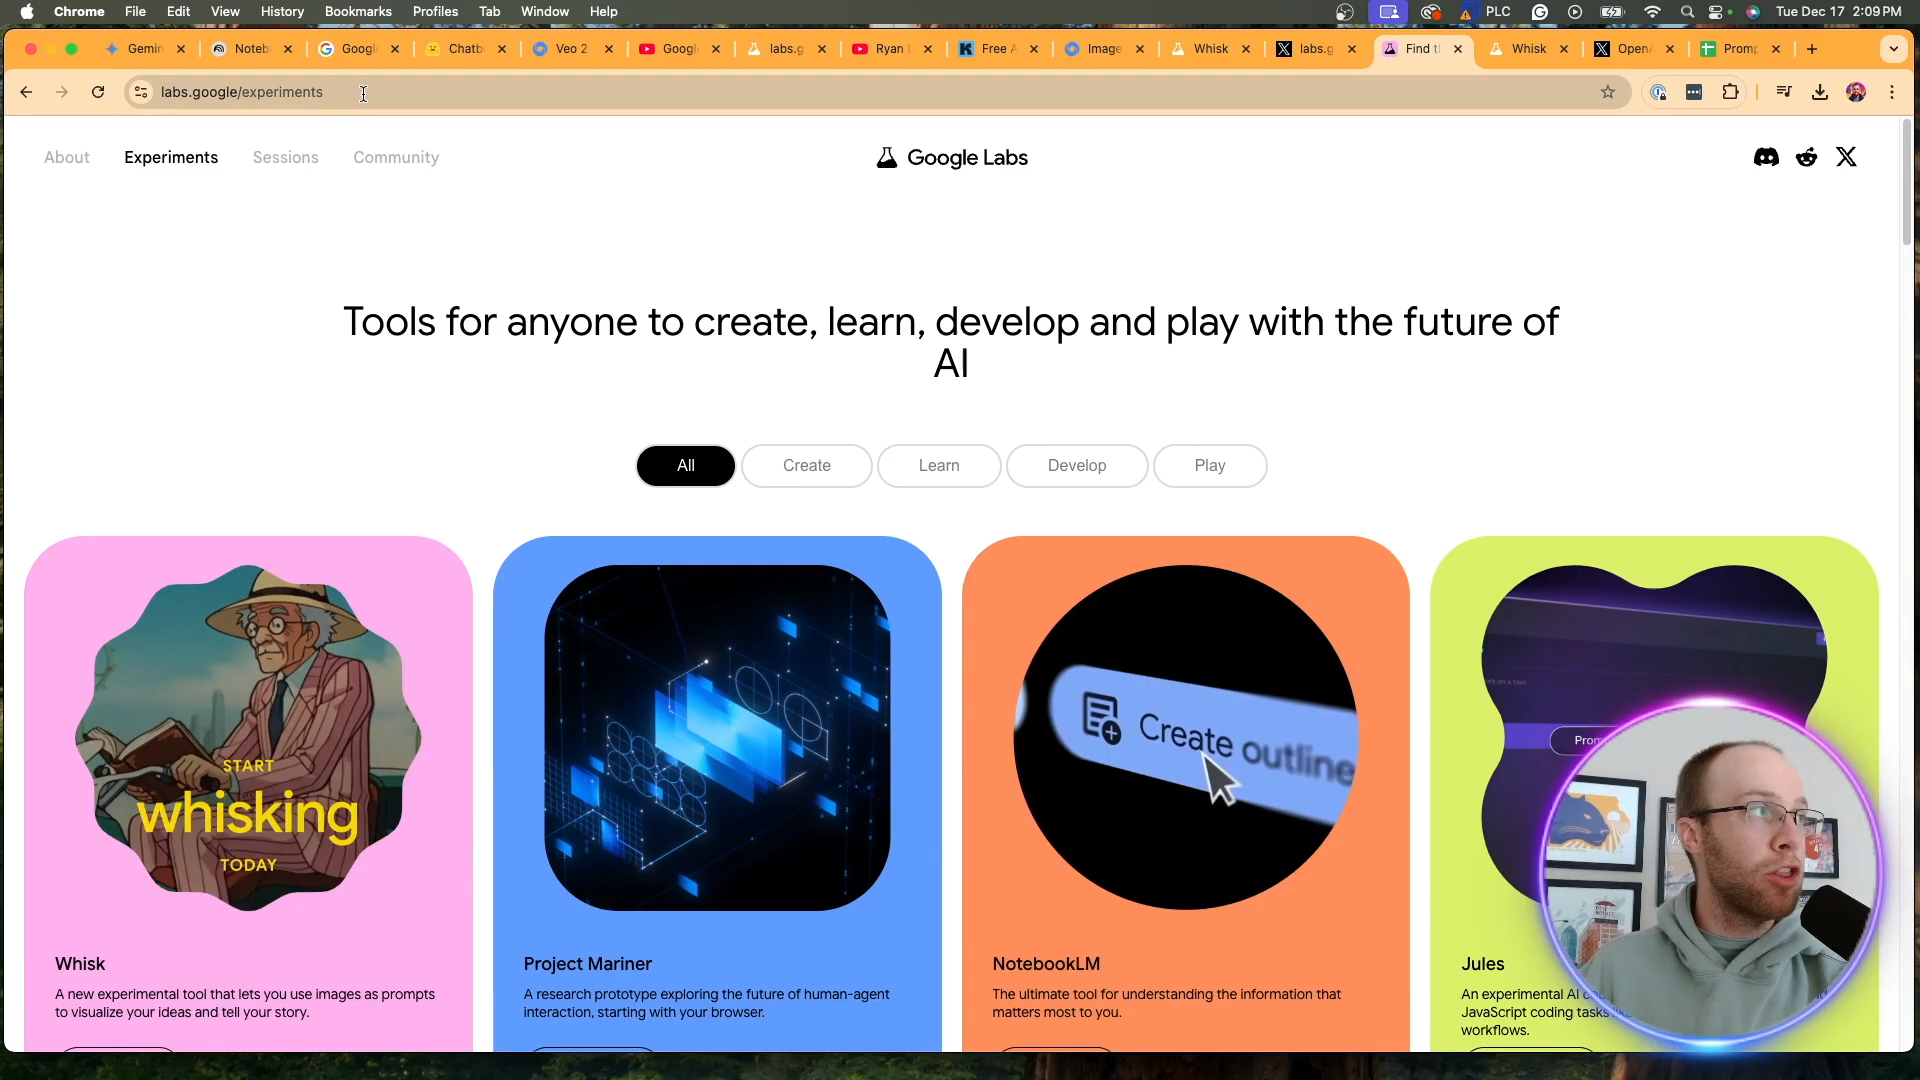 Chrome File Edit View History Bookmarks Profiles Tab Window Help PLC Tue Dec 17 2:09 PM
Gemin Noteb Google Chatb Veo 2 Google labs.g Ryan Free A Image Whisk labs.g Find t Whisk OpenA Promp
labs.google/experiments
About Experiments Sessions Community Google Labs
Tools for anyone to create, learn, develop and play with the future of
AI
All Create Learn Develop Play
START
whisking
TODAY
Create outline
Prom
Whisk
A new experimental tool that lets you use images as prompts
to visualize your ideas and tell your story.
Project Mariner
A research prototype exploring the future of human-agent
interaction, starting with your browser.
NotebookLM
The ultimate tool for understanding the information that
matters most to you.
Jules
An experimental AI
JavaScript coding tasks
workflows.